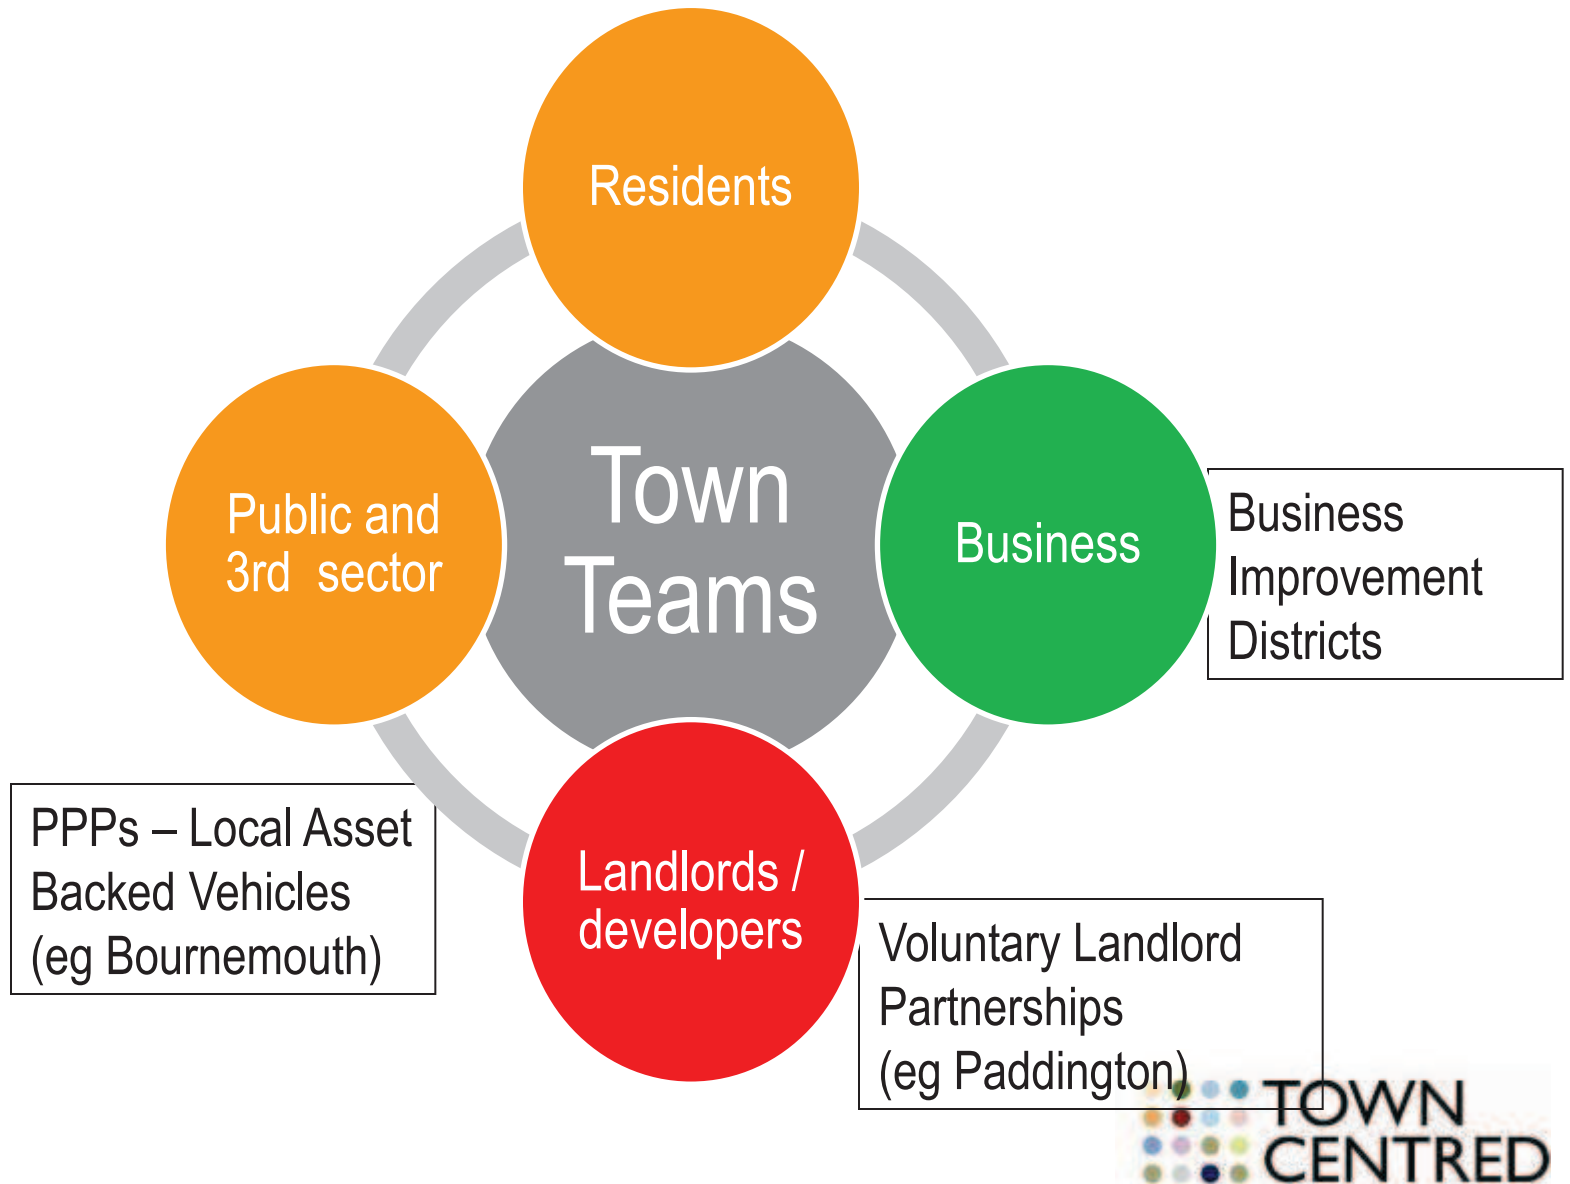 Residents
Town
Teams
Public and
3rd  sector
Business
Business
Improvement
Districts
PPPs – Local Asset
Backed Vehicles
(eg Bournemouth)
Landlords /
developers
Voluntary Landlord
Partnerships
(eg Paddington)
TOWN
CENTRED